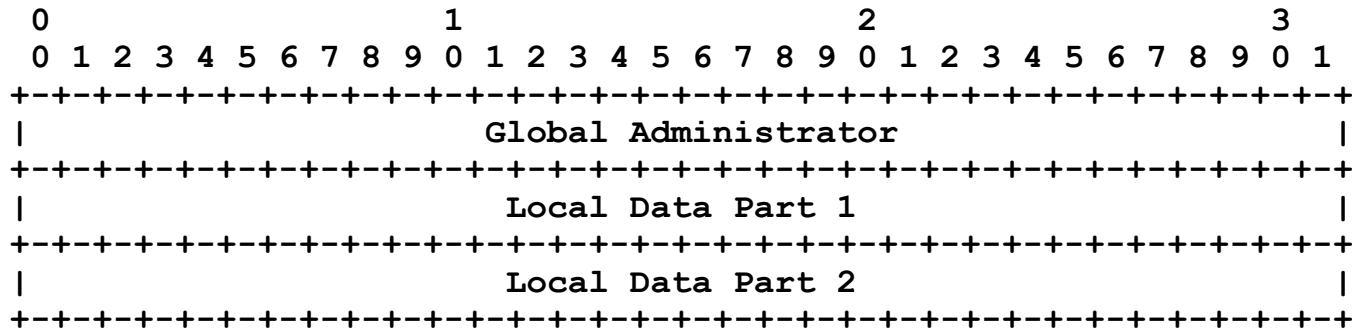 0                   1                   2                   3
 0 1 2 3 4 5 6 7 8 9 0 1 2 3 4 5 6 7 8 9 0 1 2 3 4 5 6 7 8 9 0 1
+-+-+-+-+-+-+-+-+-+-+-+-+-+-+-+-+-+-+-+-+-+-+-+-+-+-+-+-+-+-+-+-+
|                      Global Administrator                     |
+-+-+-+-+-+-+-+-+-+-+-+-+-+-+-+-+-+-+-+-+-+-+-+-+-+-+-+-+-+-+-+-+
|                       Local Data Part 1                       |
+-+-+-+-+-+-+-+-+-+-+-+-+-+-+-+-+-+-+-+-+-+-+-+-+-+-+-+-+-+-+-+-+
|                       Local Data Part 2                       |
+-+-+-+-+-+-+-+-+-+-+-+-+-+-+-+-+-+-+-+-+-+-+-+-+-+-+-+-+-+-+-+-+